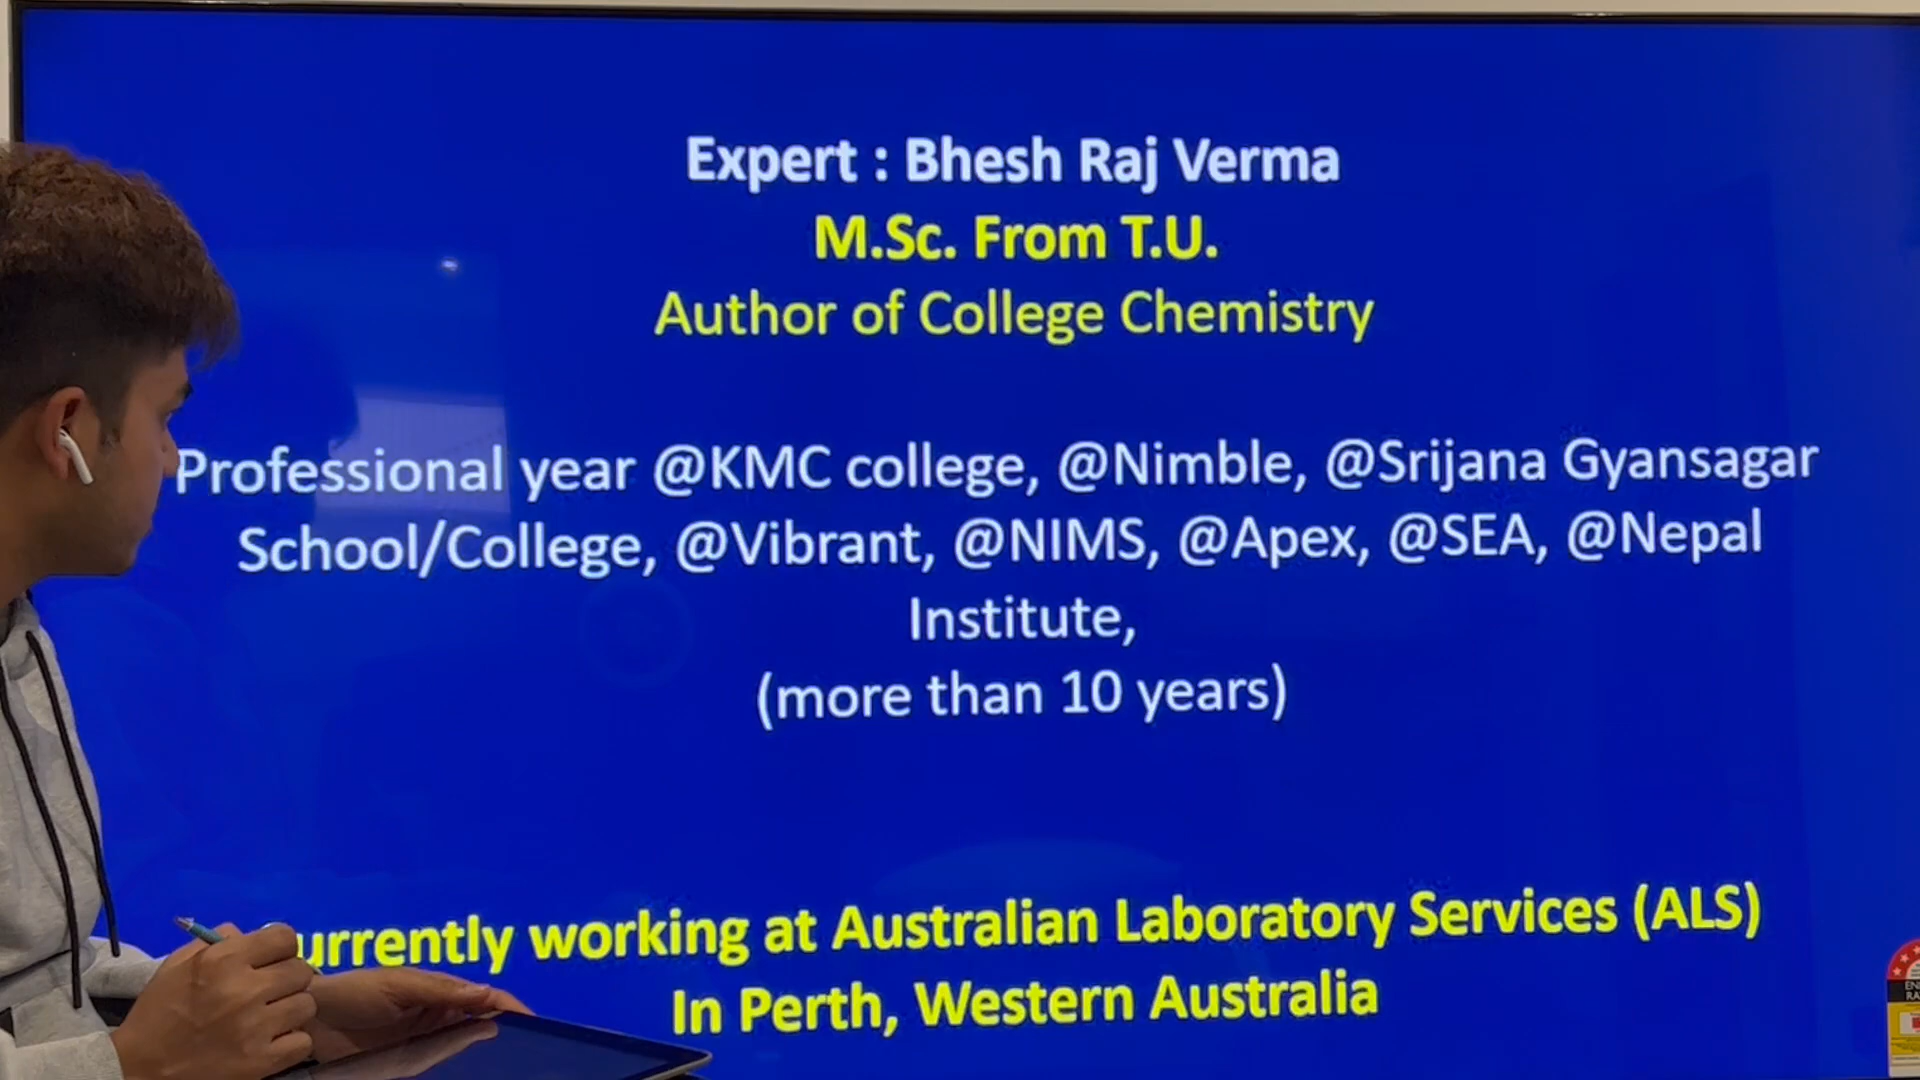 Expert : Bhesh Raj Verma
M.Sc. From T.U.
Author of College Chemistry
Professional year @KMC college, @Nimble, @Srijana Gyansagar
School/College, @Vibrant, @NIMS, @Apex, @SEA, @Nepal
Institute,
(more than 10 years)
urrently working at Australian Laboratory Services (ALS)
In Perth, Western Australia